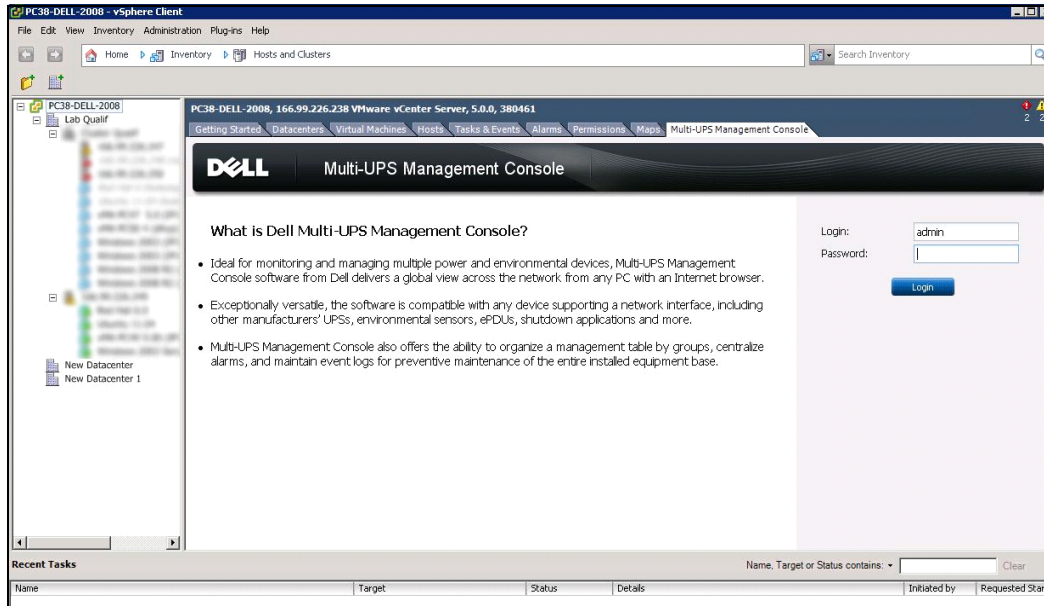 PC38-DELL-2008 - vSphere Client
File Edit View Inventory Administration Plug-ins Help
Home Inventory Hosts and Clusters Search Inventory
PC38-DELL-2008
Lab Qualif
New Datacenter
New Datacenter 1
PC38-DELL-2008, 166.99.226.238 VMware vCenter Server, 5.0.0, 380461
Getting Started Datacenters Virtual Machines Hosts Tasks & Events Alarms Permissions Maps Multi-UPS Management Console
DELL Multi-UPS Management Console
What is Dell Multi-UPS Management Console?
• Ideal for monitoring and managing multiple power and environmental devices, Multi-UPS Management
Console software from Dell delivers a global view across the network from any PC with an Internet browser.
• Exceptionally versatile, the software is compatible with any device supporting a network interface, including
other manufacturers' UPSs, environmental sensors, ePDUs, shutdown applications and more.
• Multi-UPS Management Console also offers the ability to organize a management table by groups, centralize
alarms, and maintain event logs for preventive maintenance of the entire installed equipment base.
Login: admin
Password:
Login
Recent Tasks
Name, Target or Status contains: Clear
Name Target Status Details Initiated by Requested Star